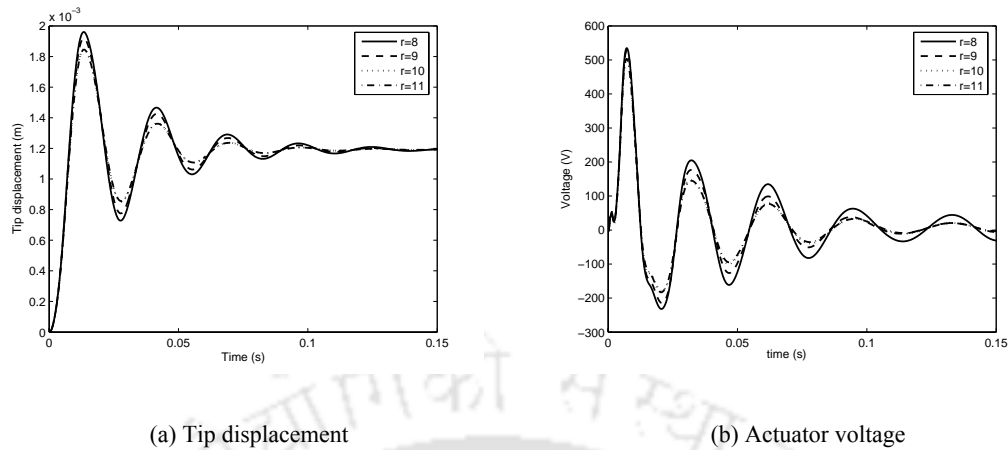 x 10⁻³
2
1.8
1.6
1.4
1.2
1
0.8
0.6
0.4
0.2
0
0
0.05
0.1
0.15
Tip displacement (m)
Time (s)
r=8
r=9
r=10
r=11
(a) Tip displacement
600
500
400
300
200
100
0
−100
−200
−300
0
0.05
0.1
0.15
Voltage (V)
time (s)
r=8
r=9
r=10
r=11
(b) Actuator voltage